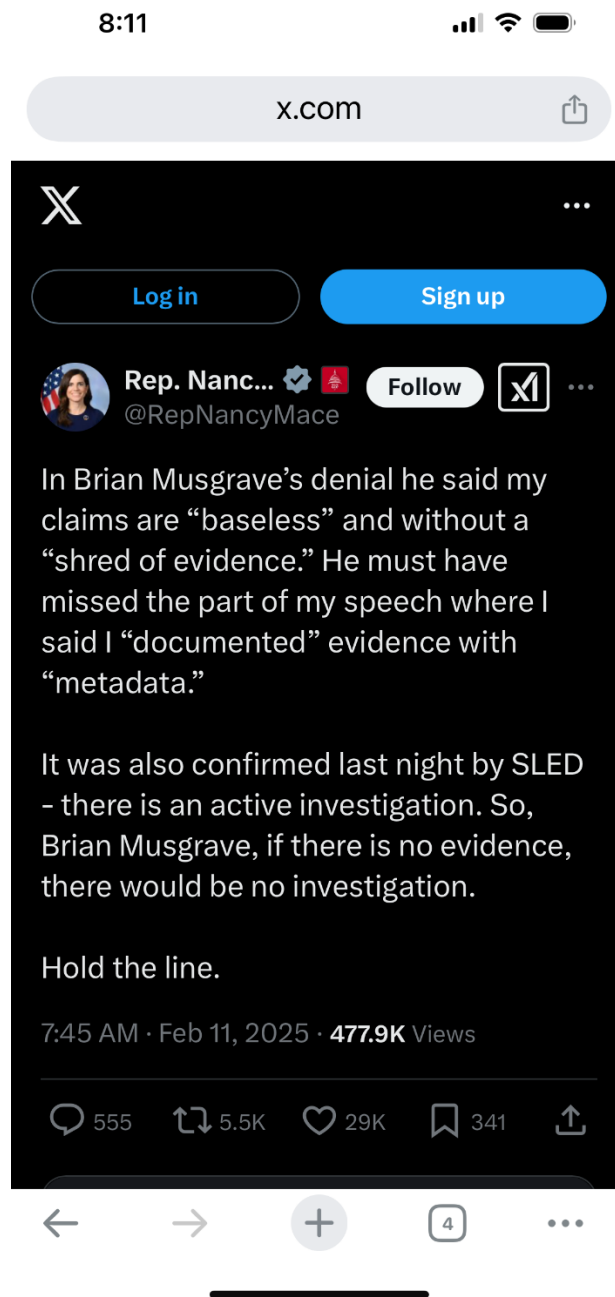 8:11
x.com
Log in
Sign up
Rep. Nanc...
Follow
@RepNancyMace
In Brian Musgrave’s denial he said my
claims are “baseless” and without a
“shred of evidence.” He must have
missed the part of my speech where I
said I “documented” evidence with
“metadata.”
It was also confirmed last night by SLED
- there is an active investigation. So,
Brian Musgrave, if there is no evidence,
there would be no investigation.
Hold the line.
7:45 AM · Feb 11, 2025 · 477.9K Views
555 5.5K 29K 341
4